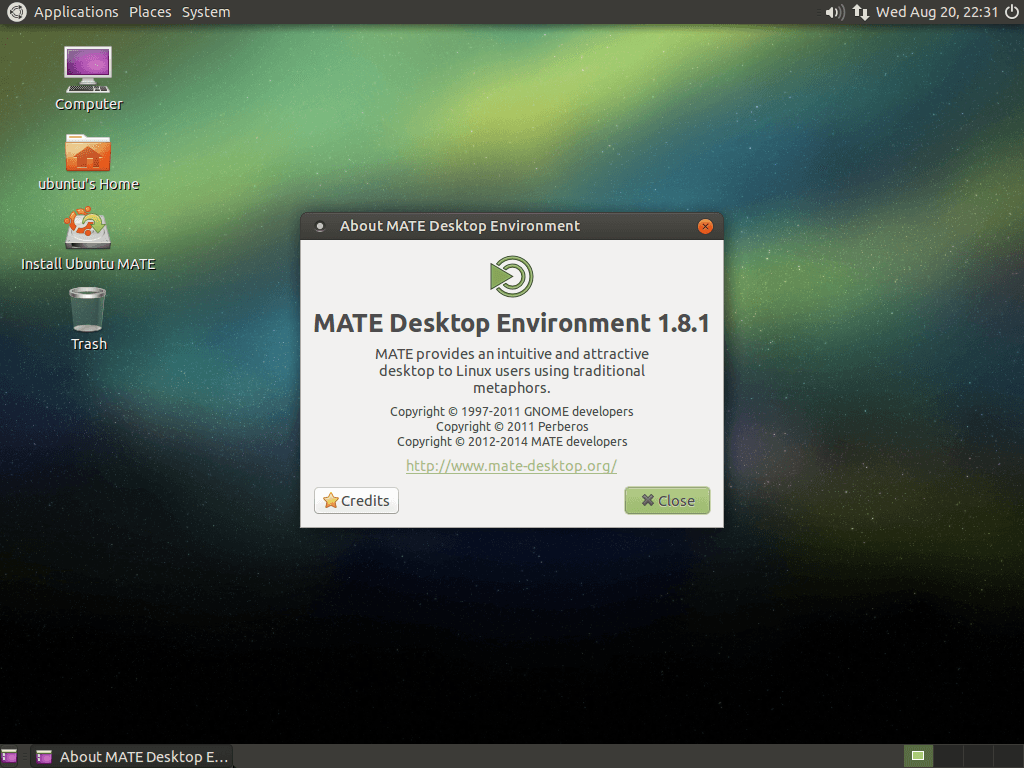 Applications Places System
Wed Aug 20, 22:31
Computer
ubuntu's Home
Install Ubuntu MATE
Trash
About MATE Desktop Environment
MATE Desktop Environment 1.8.1
MATE provides an intuitive and attractive
desktop to Linux users using traditional
metaphors.
Copyright © 1997-2011 GNOME developers
Copyright © 2011 Perberos
Copyright © 2012-2014 MATE developers
http://www.mate-desktop.org/
Credits
Close
About MATE Desktop E...